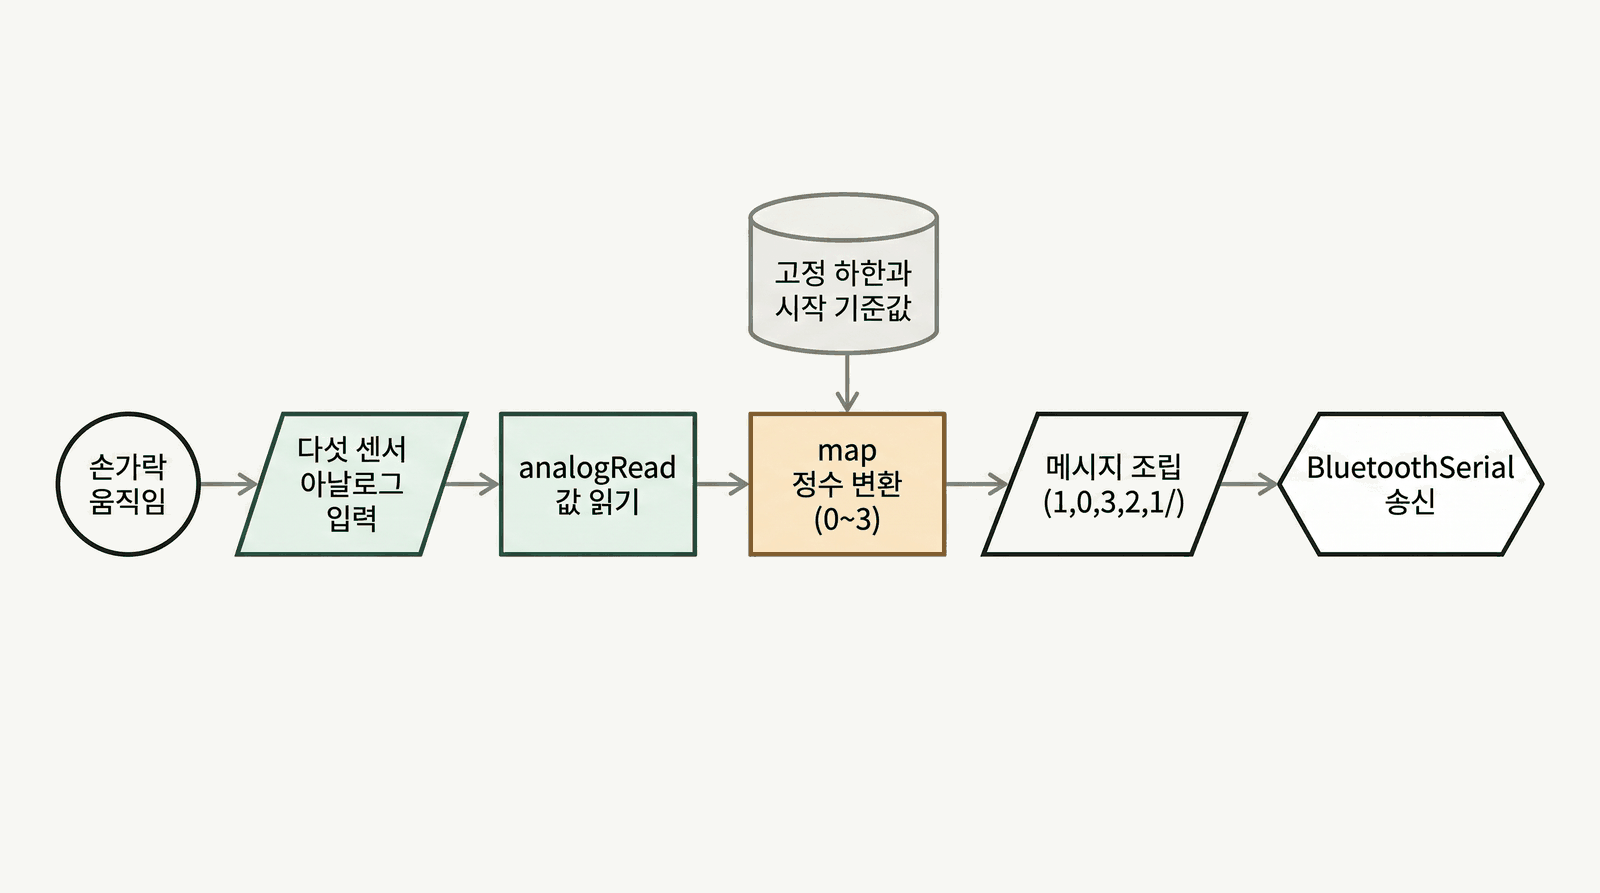 고정 하한과
시작 기준값
손가락
움직임
다섯 센서
아날로그
입력
analogRead
값 읽기
map
정수 변환
(0~3)
메시지 조립
(1,0,3,2,1/)
BluetoothSerial
송신